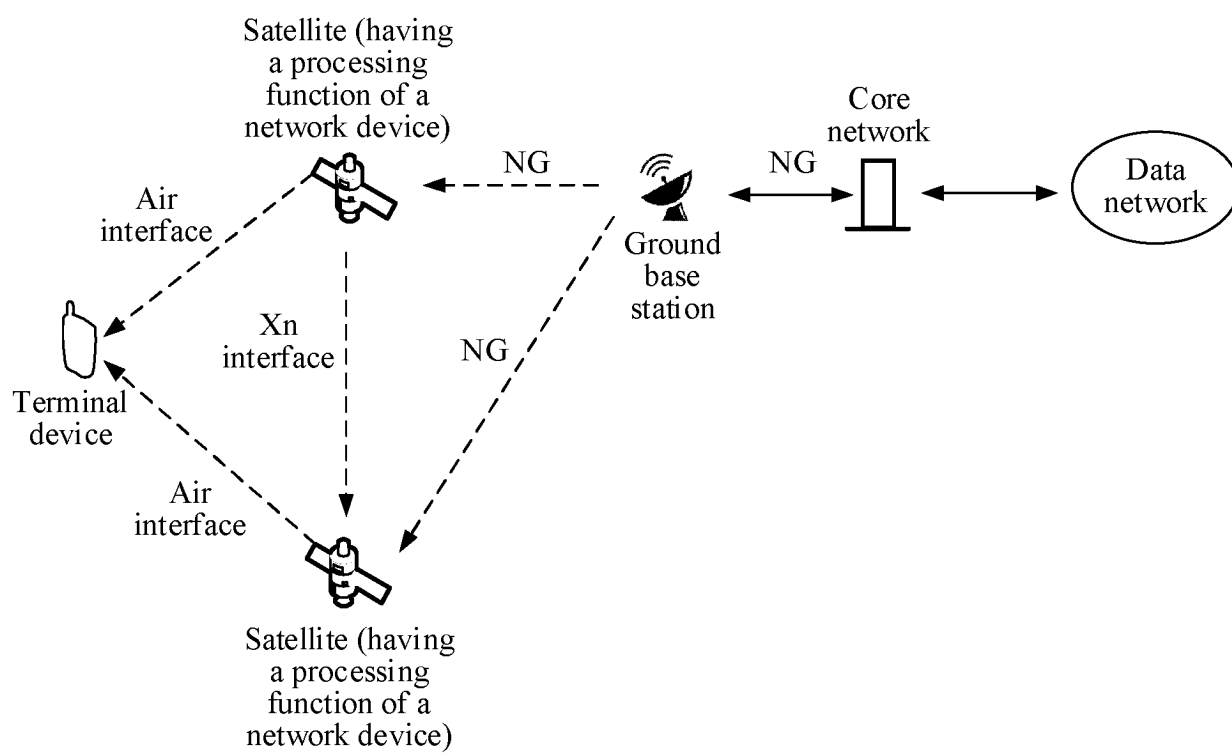 Satellite (having
a processing
function of a
network device)
Core
network
NG
NG
Data
network
Air
interface
Ground
base
station
Xn
interface
NG
Terminal
device
Air
interface
Satellite (having
a processing
function of a
network device)